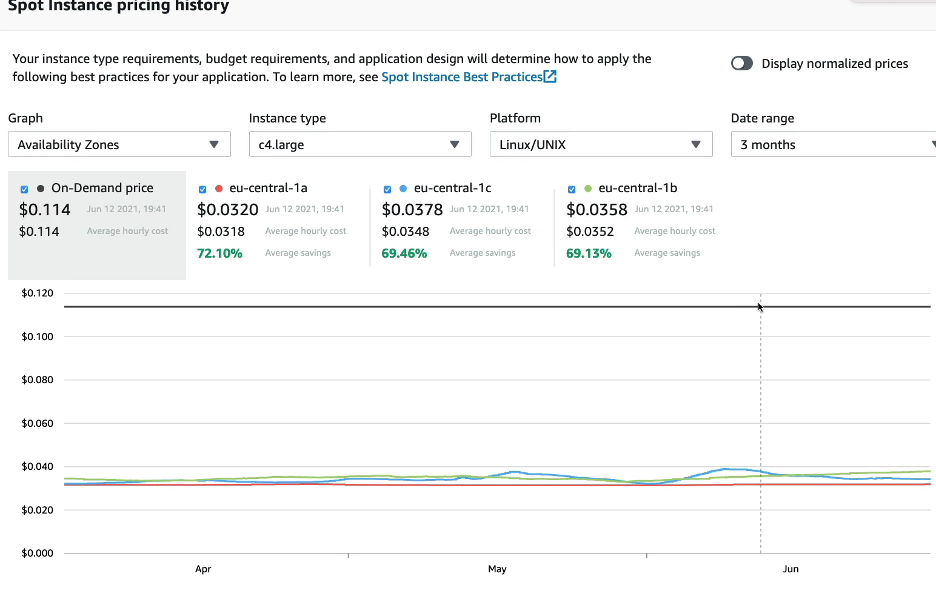 Spot Instance pricing history
Your instance type requirements, budget requirements, and application design will determine how to apply the
following best practices for your application. To learn more, see Spot Instance Best Practices
Display normalized prices
Graph
Instance type
Platform
Date range
Availability Zones
c4.large
Linux/UNIX
3 months
On-Demand price
$0.114 Jun 12 2021, 19:41
$0.114 Average hourly cost
eu-central-1a
$0.0320 Jun 12 2021, 19:41
$0.0318 Average hourly cost
72.10% Average savings
eu-central-1c
$0.0378 Jun 12 2021, 19:41
$0.0348 Average hourly cost
69.46% Average savings
eu-central-1b
$0.0358 Jun 12 2021, 19:41
$0.0352 Average hourly cost
69.13% Average savings
$0.120
$0.100
$0.080
$0.060
$0.040
$0.020
$0.000
Apr
May
Jun